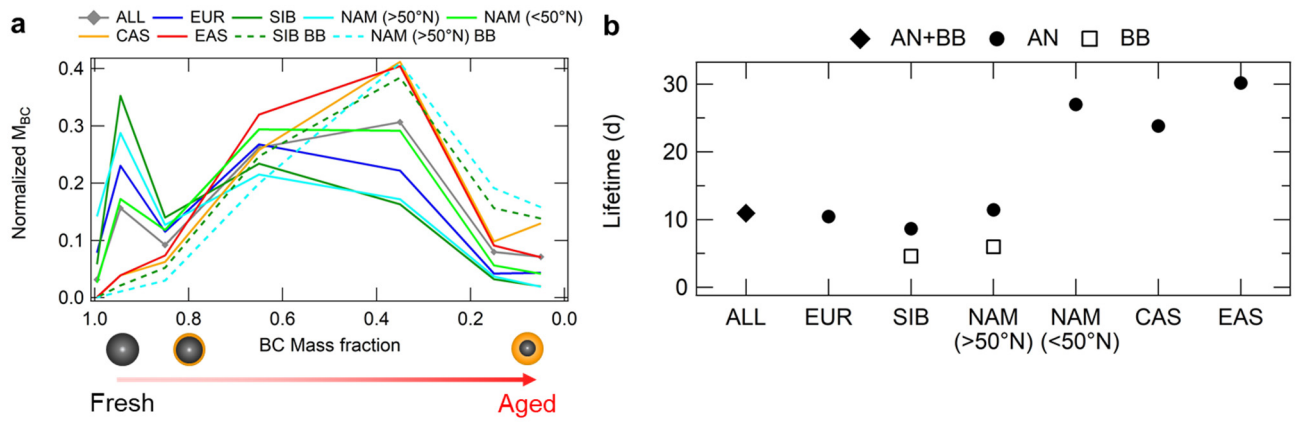 a
ALL EUR SIB NAM (>50°N) NAM (<50°N)
CAS EAS SIB BB NAM (>50°N) BB
Normalized MBC
0.4
0.3
0.2
0.1
0.0
1.0 0.8 0.6 0.4 0.2 0.0
BC Mass fraction
Fresh Aged
b
AN+BB AN BB
Lifetime (d)
30
20
10
0
ALL EUR SIB NAM NAM CAS EAS
(>50°N) (<50°N)